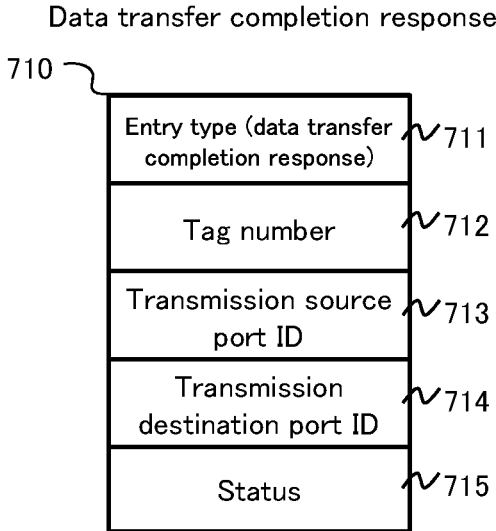 Data transfer completion response
710
Entry type (data transfer
completion response)
711
Tag number
712
Transmission source
port ID
713
Transmission
destination port ID
714
Status
715